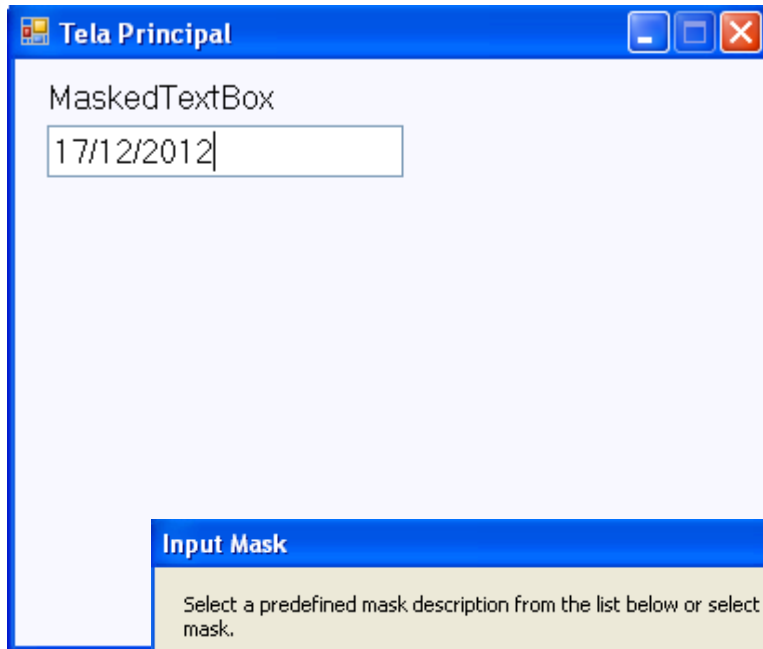 Tela Principal
MaskedTextBox
17/12/2012
Input Mask
Select a predefined mask description from the list below or select
mask.